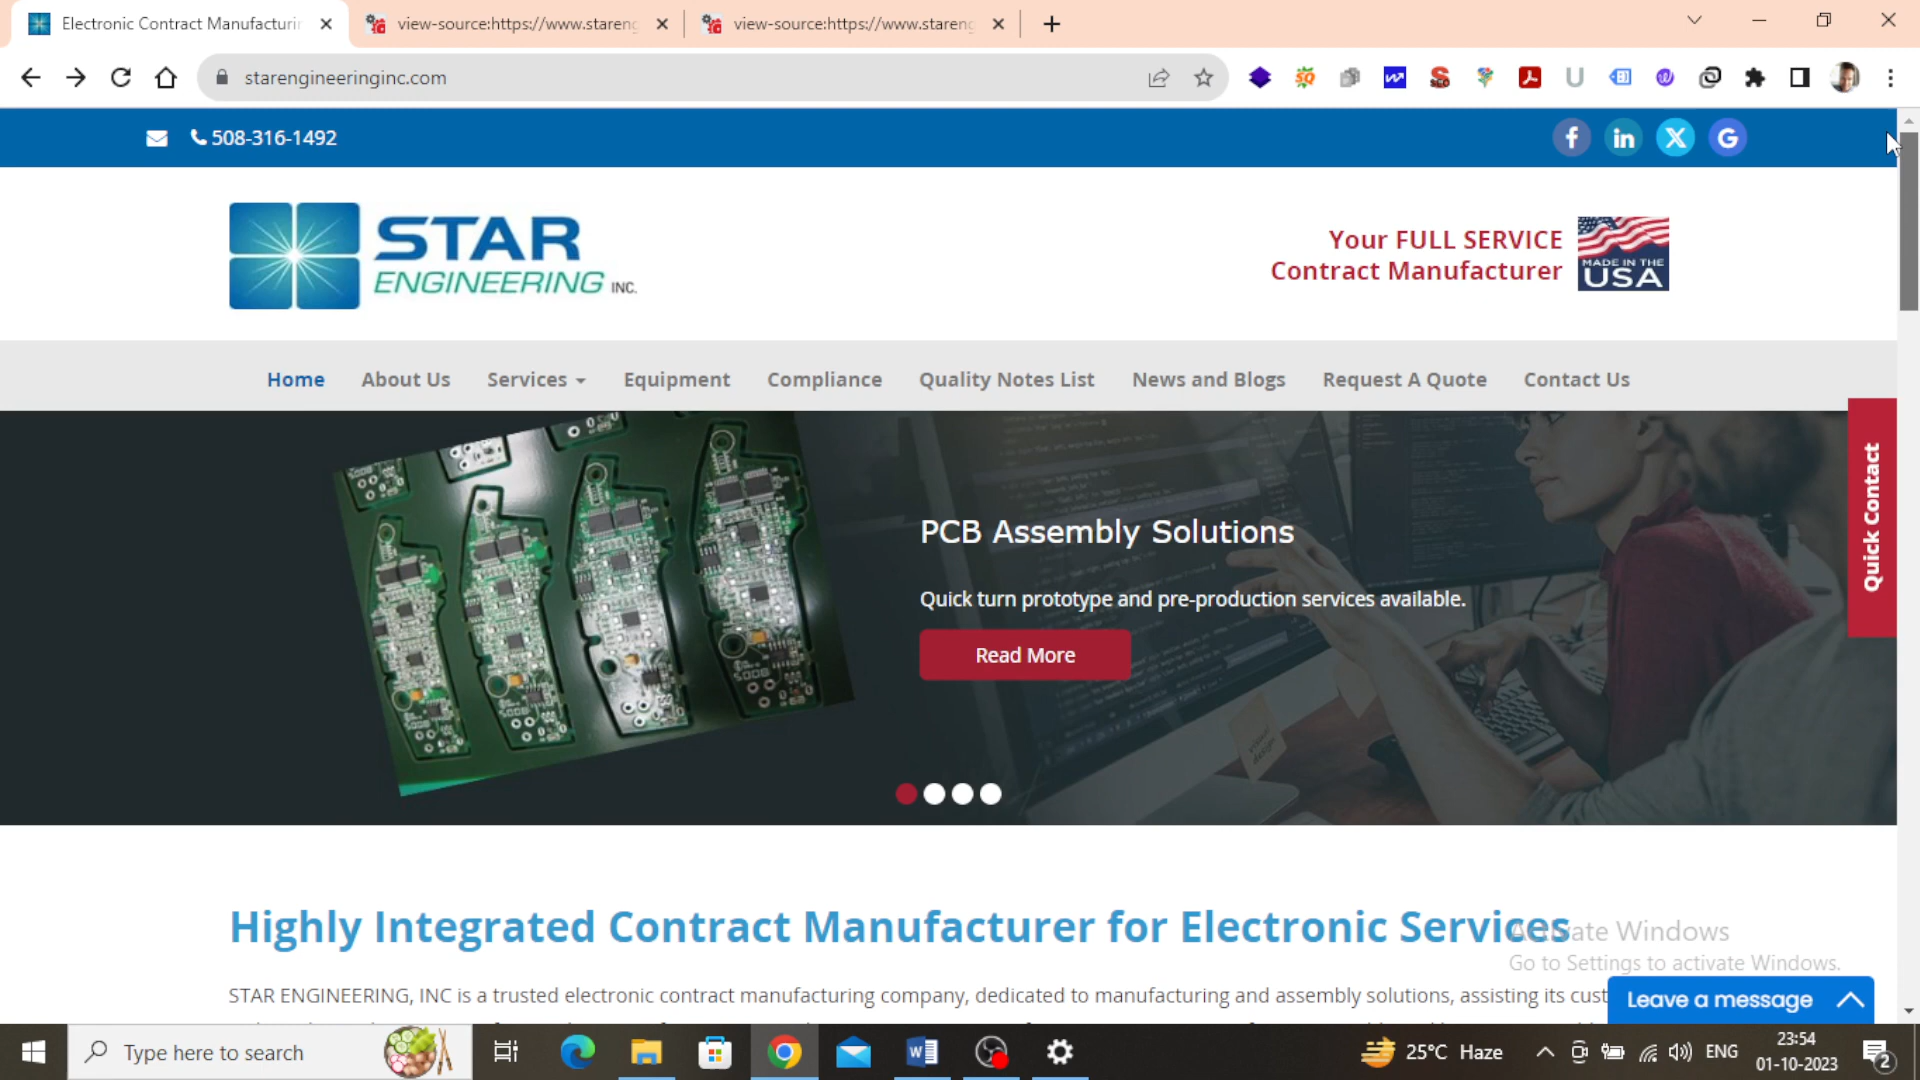 Electronic Contract Manufacturin
view-source:https://www.stareng
view-source:https://www.stareng
starengineeringinc.com
508-316-1492
STAR
ENGINEERING INC.
Your FULL SERVICE
Contract Manufacturer
MADE IN THE
USA
Home About Us Services Equipment Compliance Quality Notes List News and Blogs Request A Quote Contact Us
Quick Contact
PCB Assembly Solutions
Quick turn prototype and pre-production services available.
Read More
Highly Integrated Contract Manufacturer for Electronic Services
Activate Windows
Go to Settings to activate Windows.
STAR ENGINEERING, INC is a trusted electronic contract manufacturing company, dedicated to manufacturing and assembly solutions, assisting its cust
Leave a message
Type here to search
25°C Haze
ENG
23:54
01-10-2023
2